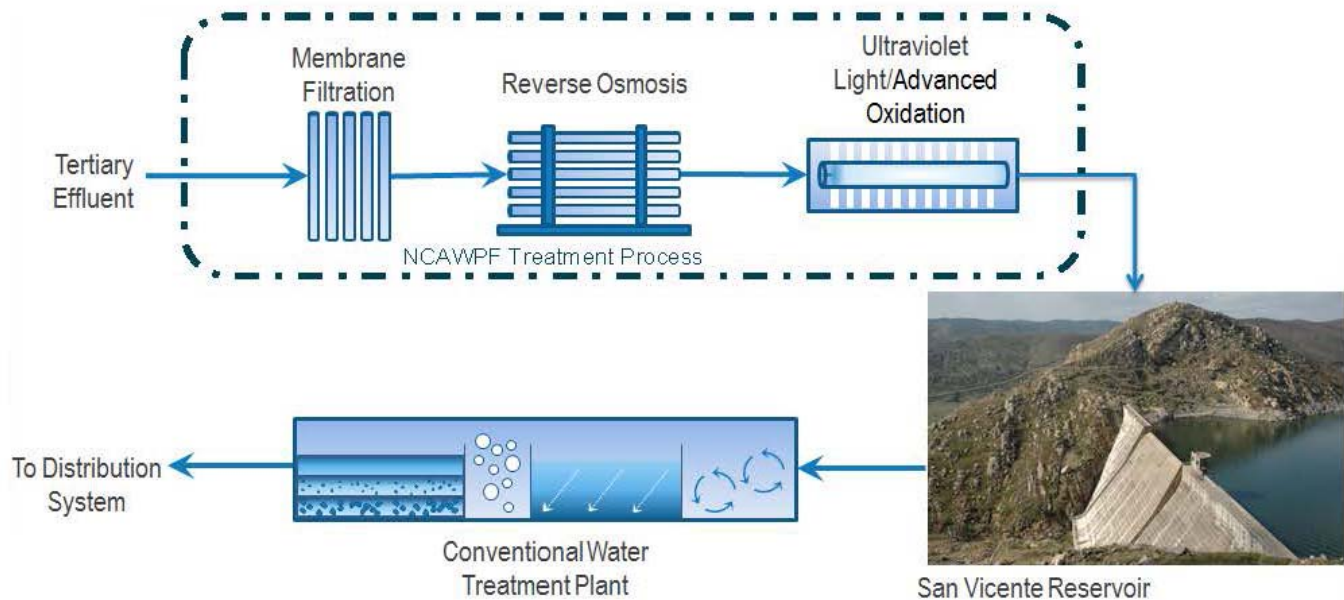 Tertiary
Effluent
Membrane
Filtration
Reverse Osmosis
Ultraviolet
Light/Advanced
Oxidation
NCAWPF Treatment Process
San Vicente Reservoir
Conventional Water
Treatment Plant
To Distribution
System